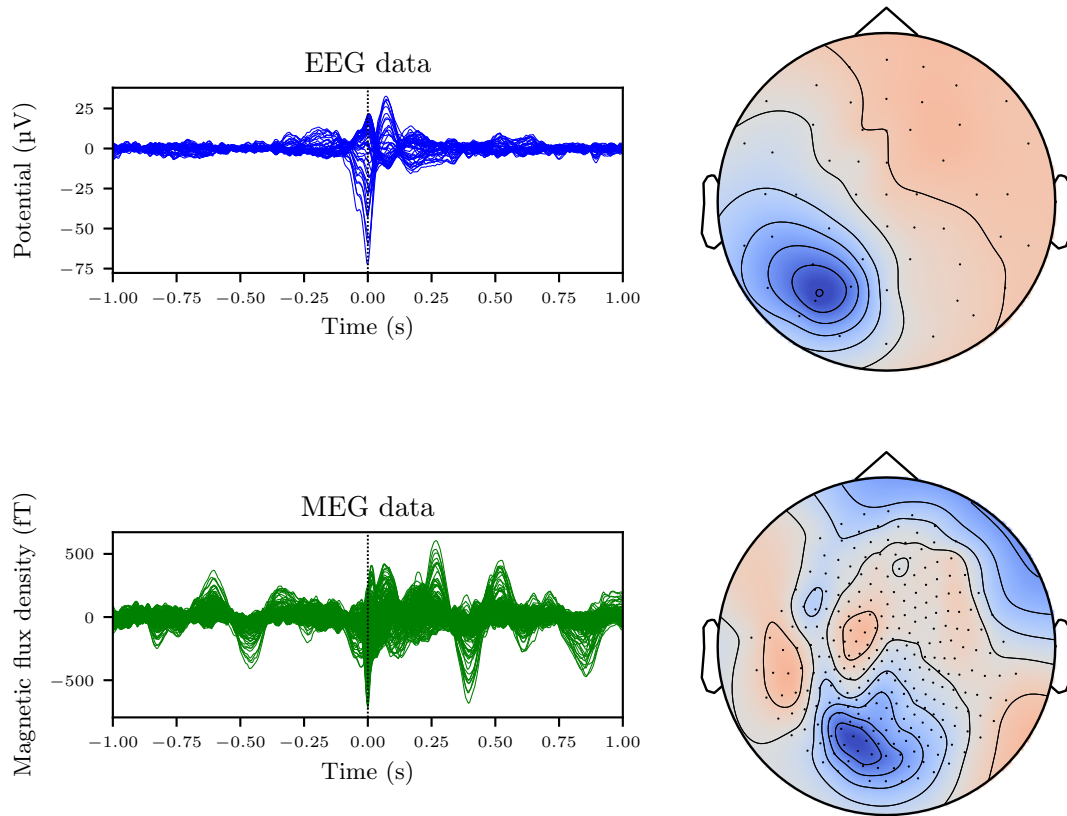 EEG data
Potential (µV)
25
0
−25
−50
−75
−1.00 −0.75 −0.50 −0.25 0.00 0.25 0.50 0.75 1.00
Time (s)
MEG data
Magnetic flux density (fT)
500
0
−500
−1.00 −0.75 −0.50 −0.25 0.00 0.25 0.50 0.75 1.00
Time (s)